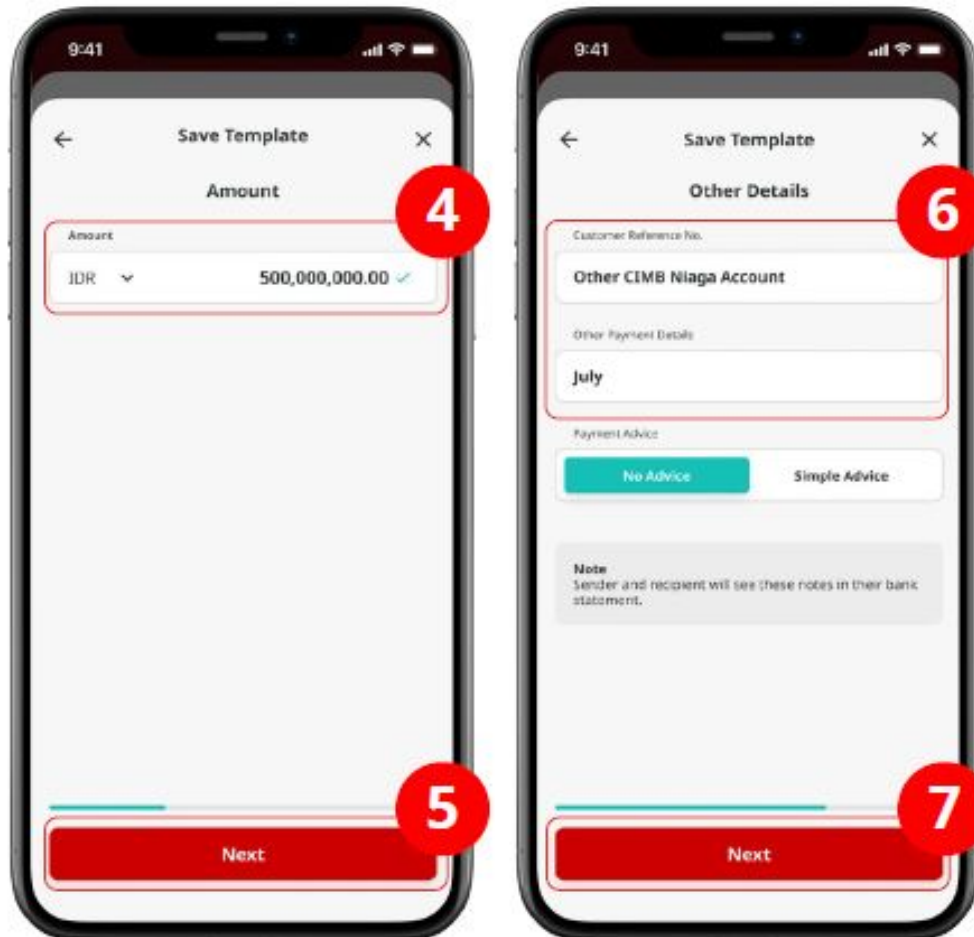 9:41
Save Template
Amount
4
Amount
IDR 500,000,000.00
5
Next
9:41
Save Template
Other Details
6
Customer Reference No.
Other CIMB Niaga Account
Other Payment Details
July
Payment Advice
No Advice Simple Advice
Note
Sender and recipient will see these notes in their bank
statement.
7
Next